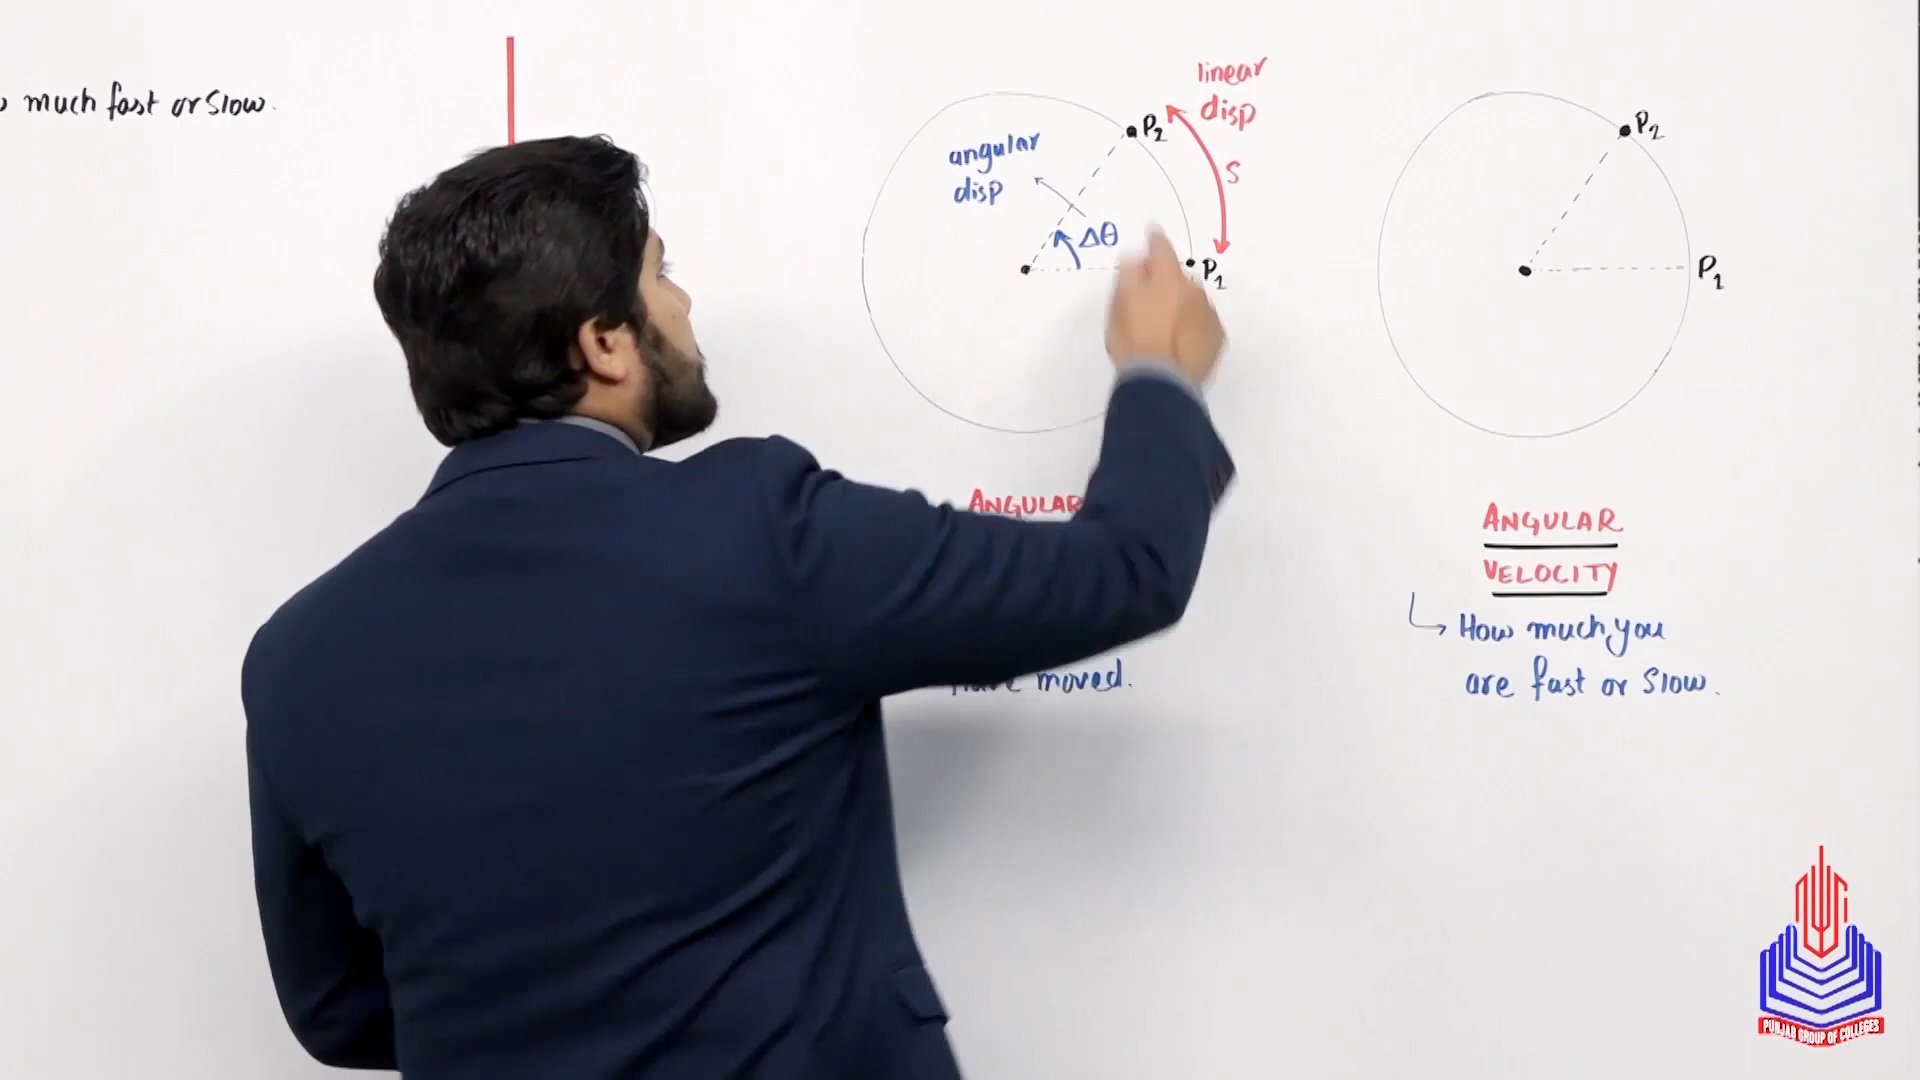 much fast or slow.
linear
disp
P2
angular
disp
S
Δθ
P1
ANGULAR
moved.
P2
P1
ANGULAR
VELOCITY
How much you
are fast or slow.
PUNJAB GROUP OF COLLEGES